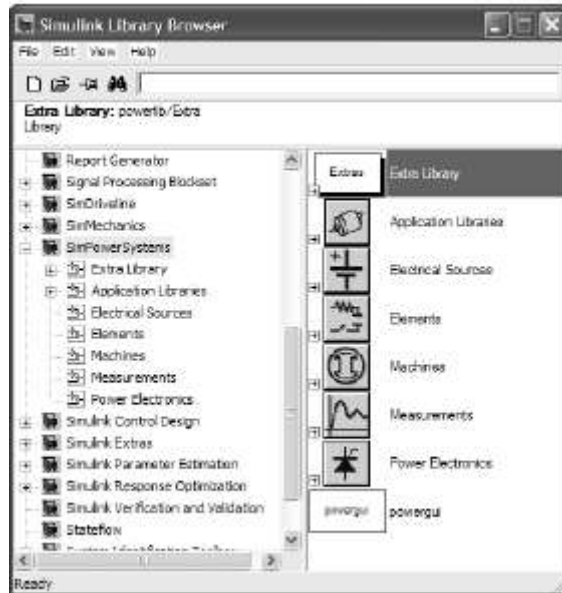 Simulink Library Browser
File Edit View Help
Extra Library: powerlib/Extra
Library
Report Generator
Signal Processing Blockset
SimDriveline
SimMechanics
SimPowerSystems
Extra Library
Application Libraries
Electrical Sources
Elements
Machines
Measurements
Power Electronics
Simulink Control Design
Simulink Extras
Simulink Parameter Estimation
Simulink Response Optimization
Simulink Verification and Validation
Stateflow
System Identification Toolbox
Extras
Extra Library
Application Libraries
Electrical Sources
Elements
Machines
Measurements
Power Electronics
powergui
powergui
Ready